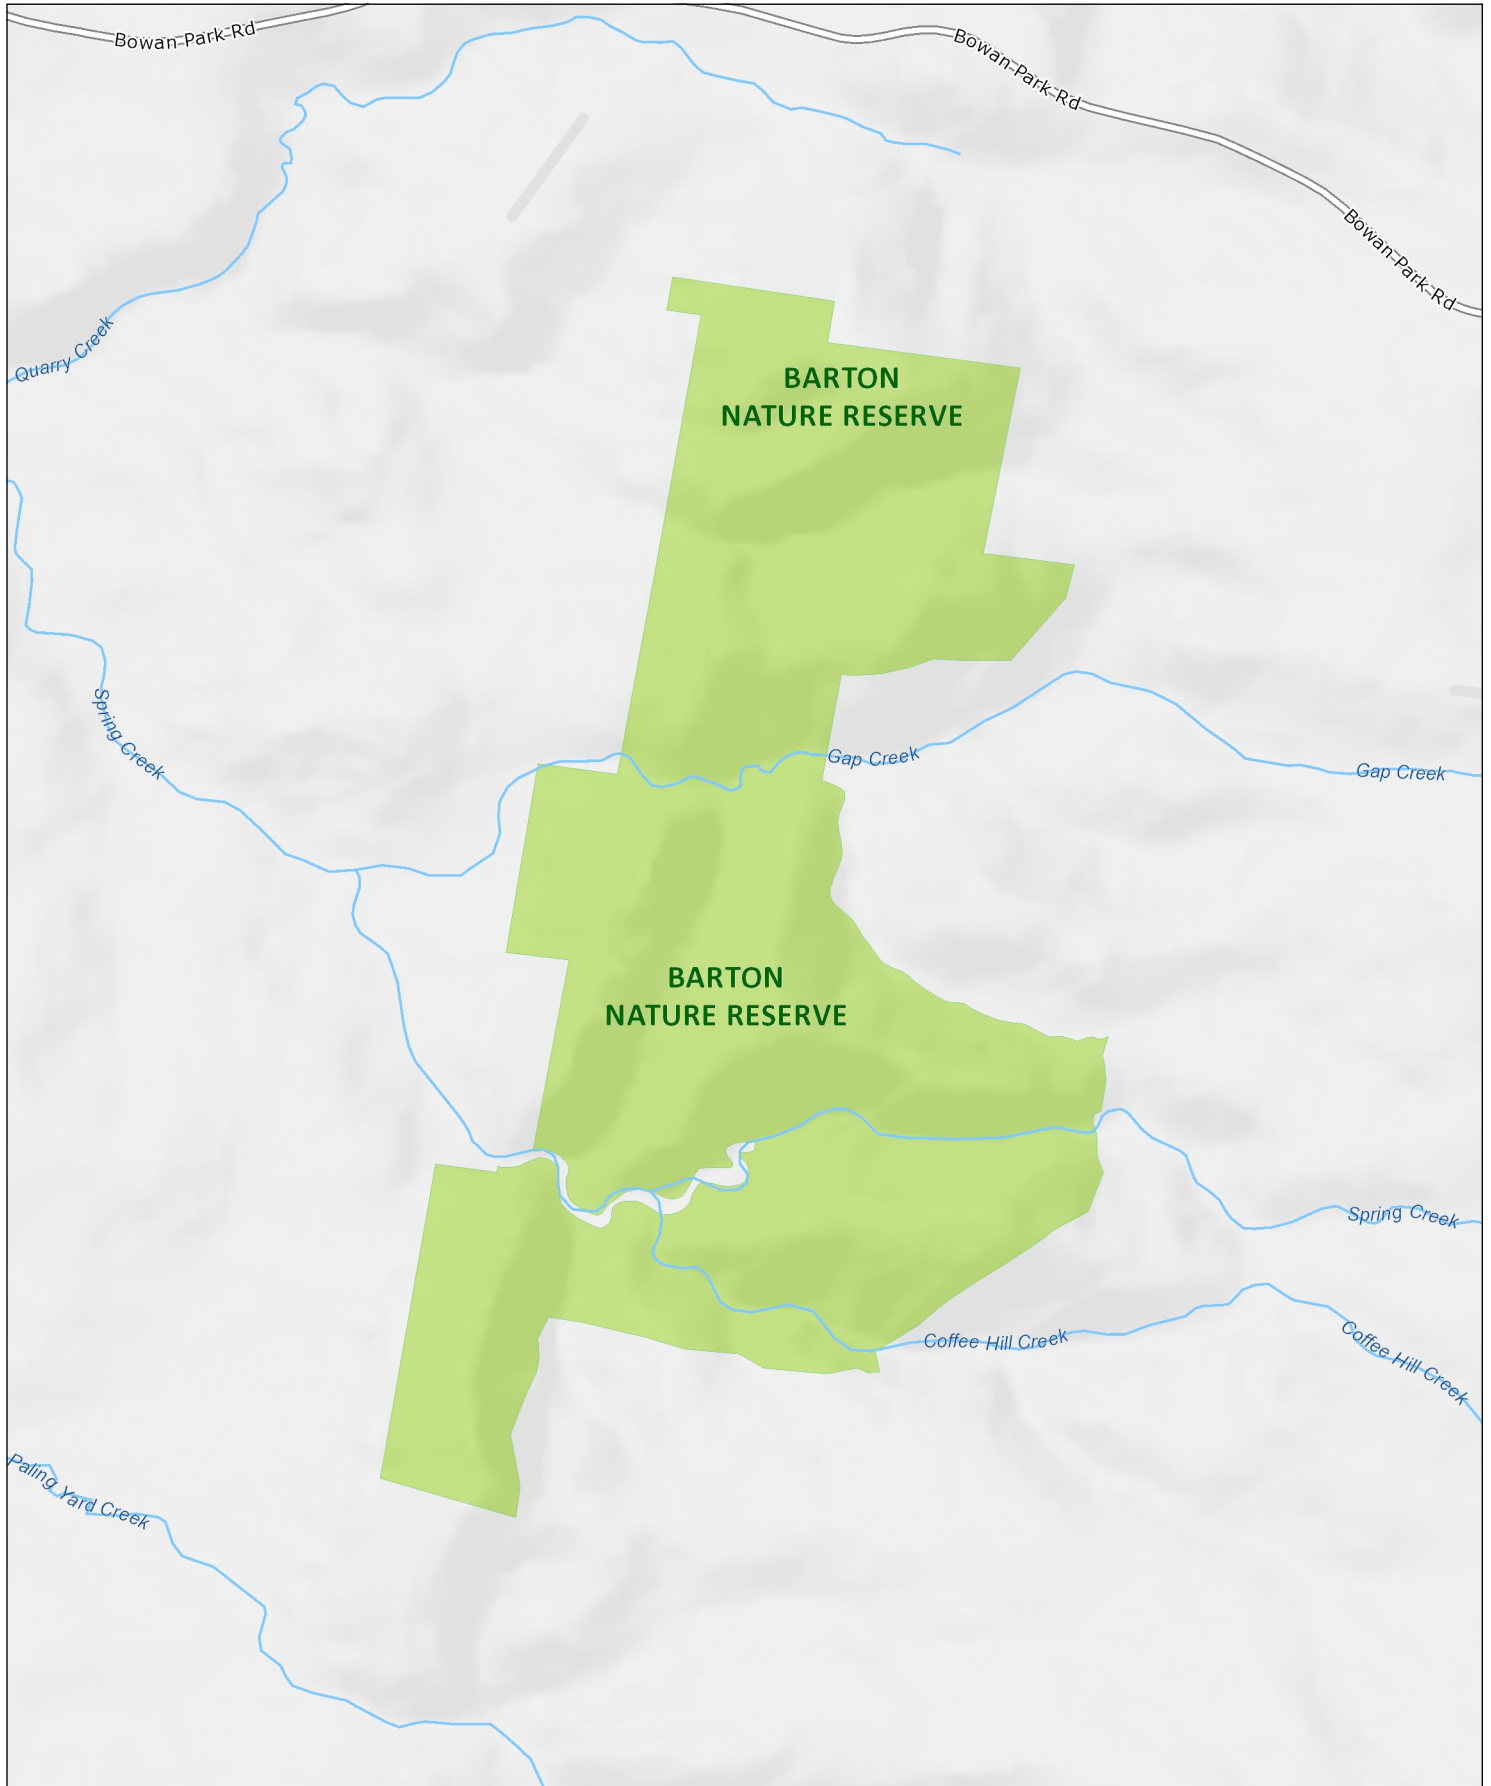 Bowan Park Rd
Bowan Park Rd
Bowan Park Rd
Quarry Creek
BARTON
NATURE RESERVE
Spring Creek
Gap Creek
Gap Creek
BARTON
NATURE RESERVE
Spring Creek
Coffee Hill Creek
Coffee Hill Creek
Paling Yard Creek